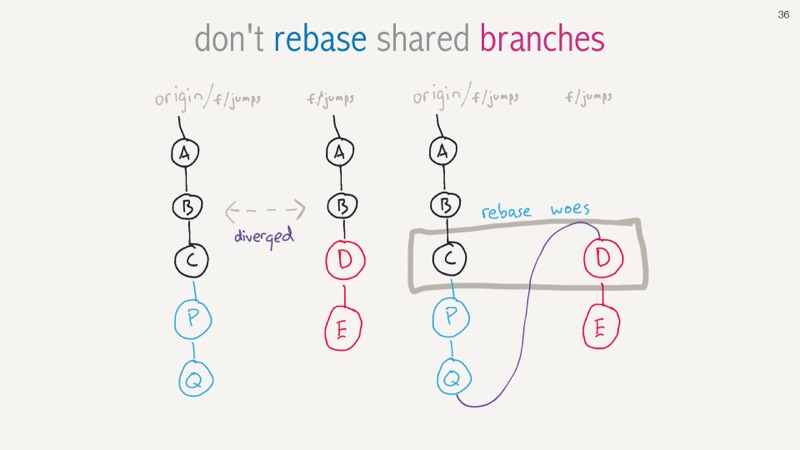 36
don't rebase shared branches
origin/f/jumps
f/jumps
origin/f/jumps
f/jumps
A
B
C
P
Q
diverged
A
B
D
E
A
B
C
P
Q
rebase woes
D
E